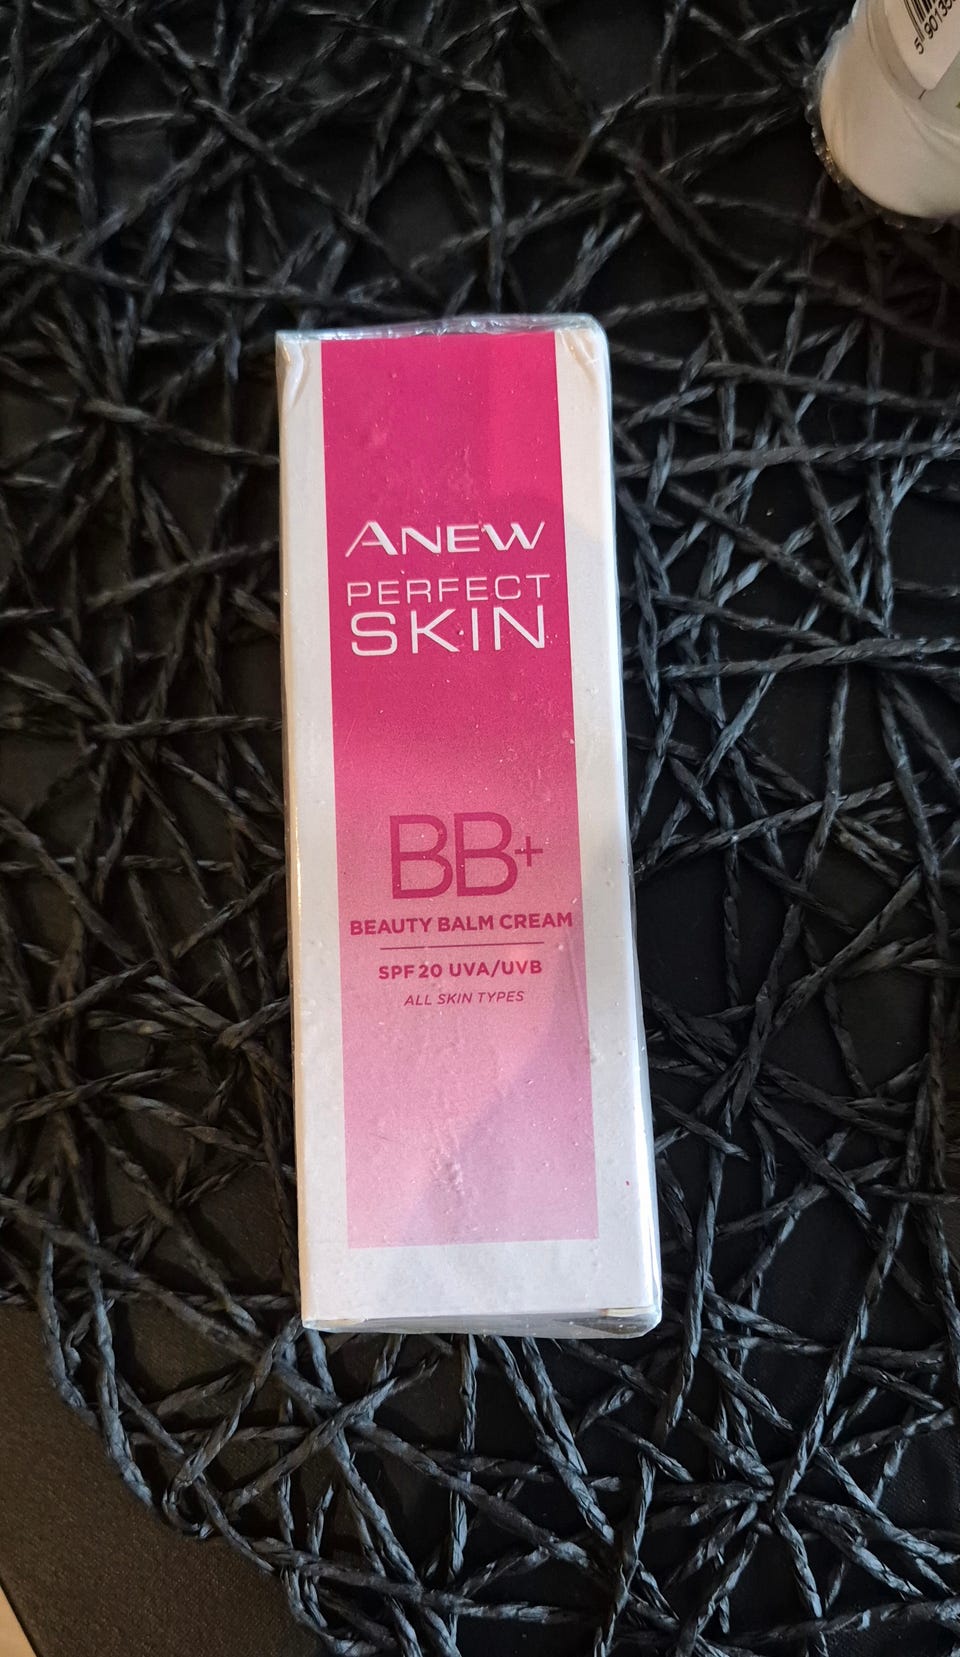 ANEW
PERFECT
SKIN
BB+
BEAUTY BALM CREAM
SPF 20 UVA/UVB
ALL SKIN TYPES